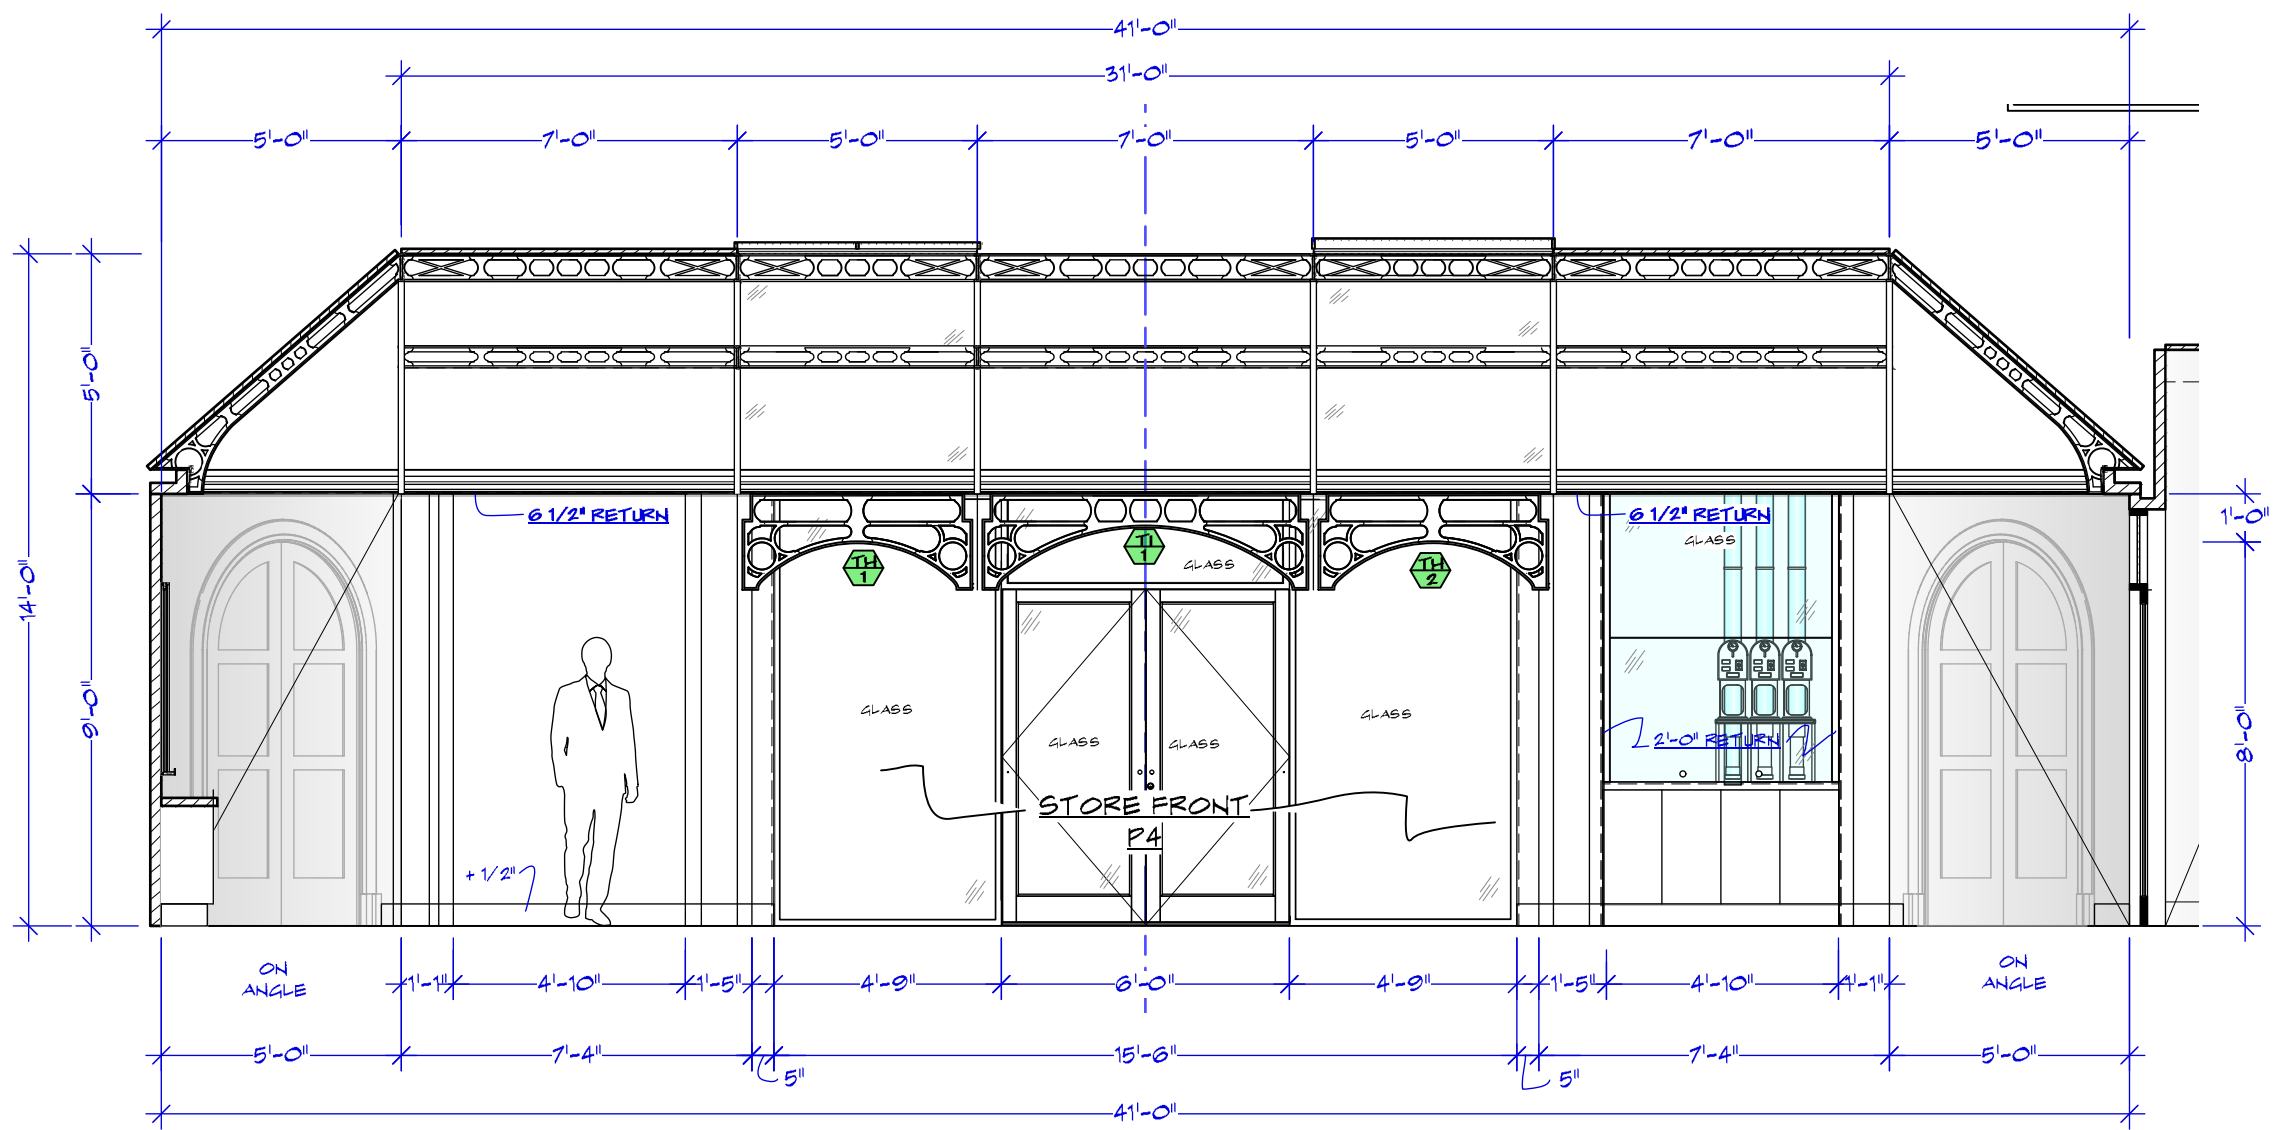 41'-0"
31'-0"
5'-0" 7'-0" 5'-0" 7'-0" 5'-0" 7'-0" 5'-0"
5'-0"
14'-0"
9'-0"
6 1/2" RETURN
6 1/2" RETURN
1'-0"
8'-0"
GLASS
GLASS
TH
1
TI
1
TH
2
GLASS
GLASS
GLASS
GLASS
2'-0" RETURN
STORE FRONT
P4
+ 1/2"
ON
ANGLE
ON
ANGLE
1'-1" 4'-10" 1'-5" 4'-9" 6'-0" 4'-9" 1'-5" 4'-10" 1'-1"
5'-0" 7'-4" 15'-6" 7'-4" 5'-0"
5" 5"
41'-0"